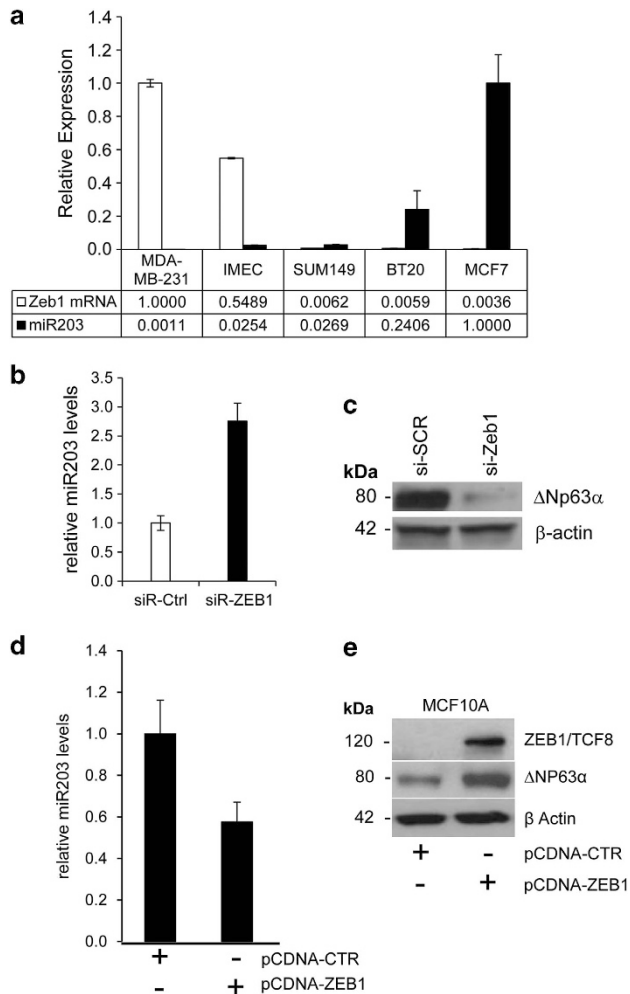 a
Relative Expression
1.4
1.2
1.0
0.8
0.6
0.4
0.2
0.0
MDA-MB-231 IMEC SUM149 BT20 MCF7
Zeb1 mRNA 1.0000 0.5489 0.0062 0.0059 0.0036
miR203 0.0011 0.0254 0.0269 0.2406 1.0000
b
relative miR203 levels
3.5
3.0
2.5
2.0
1.5
1.0
0.5
0.0
siR-Ctrl siR-ZEB1
c
si-SCR si-Zeb1
kDa
80 - ΔNp63α
42 - β-actin
d
relative miR203 levels
1.4
1.2
1.0
0.8
0.6
0.4
0.2
0.0
+ - pCDNA-CTR
- + pCDNA-ZEB1
e
kDa MCF10A
120 - ZEB1/TCF8
80 - ΔNP63α
42 - β Actin
+ - pCDNA-CTR
- + pCDNA-ZEB1